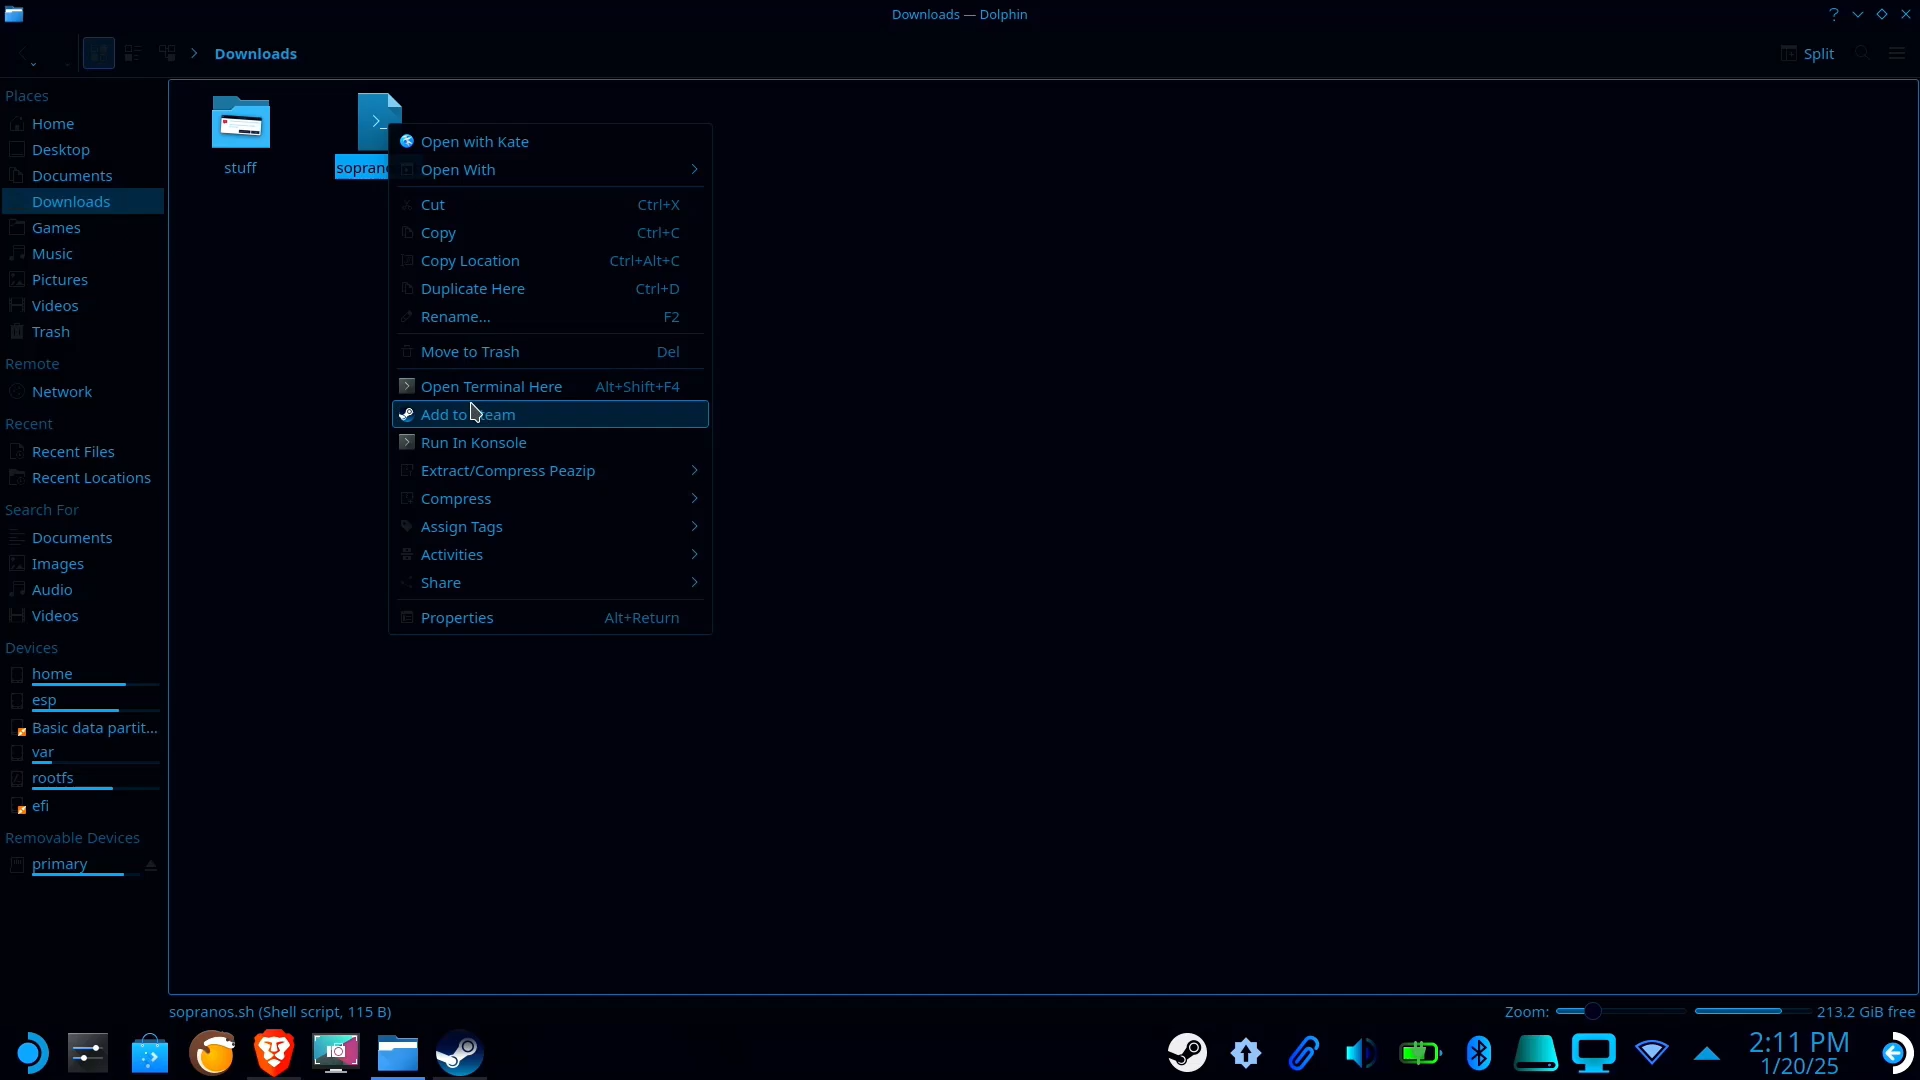 Downloads — Dolphin
Downloads
Split
Places
Home
Desktop
Documents
Downloads
Games
Music
Pictures
Videos
Trash
Remote
Network
Recent
Recent Files
Recent Locations
Search For
Documents
Images
Audio
Videos
Devices
home
esp
Basic data partit...
var
rootfs
efi
Removable Devices
primary
stuff
Open with Kate
Open With
Cut Ctrl+X
Copy Ctrl+C
Copy Location Ctrl+Alt+C
Duplicate Here Ctrl+D
Rename... F2
Move to Trash Del
Open Terminal Here Alt+Shift+F4
Add to Steam
Run In Konsole
Extract/Compress Peazip
Compress
Assign Tags
Activities
Share
Properties Alt+Return
sopranos.sh (Shell script, 115 B)
Zoom:
213.2 GiB free
2:11 PM
1/20/25